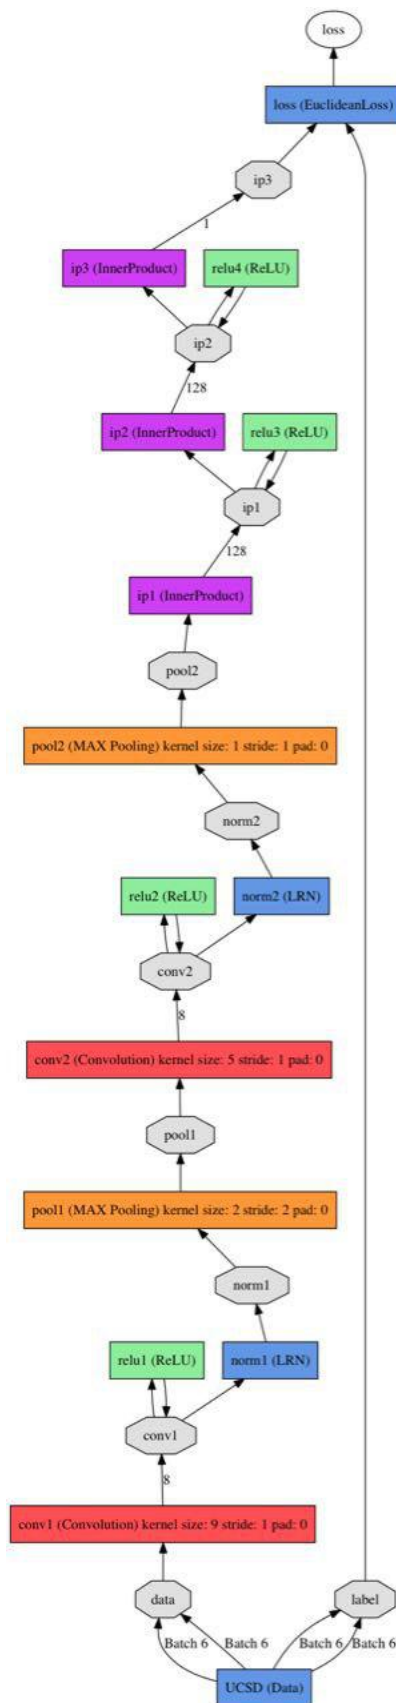 loss
loss (EuclideanLoss)
ip3
1
ip3 (InnerProduct)
relu4 (ReLU)
ip2
128
ip2 (InnerProduct)
relu3 (ReLU)
ip1
128
ip1 (InnerProduct)
pool2
pool2 (MAX Pooling) kernel size: 1 stride: 1 pad: 0
norm2
relu2 (ReLU)
norm2 (LRN)
conv2
8
conv2 (Convolution) kernel size: 5 stride: 1 pad: 0
pool1
pool1 (MAX Pooling) kernel size: 2 stride: 2 pad: 0
norm1
relu1 (ReLU)
norm1 (LRN)
conv1
8
conv1 (Convolution) kernel size: 9 stride: 1 pad: 0
data
label
Batch 6
Batch 6
Batch 6
Batch 6
UCSD (Data)